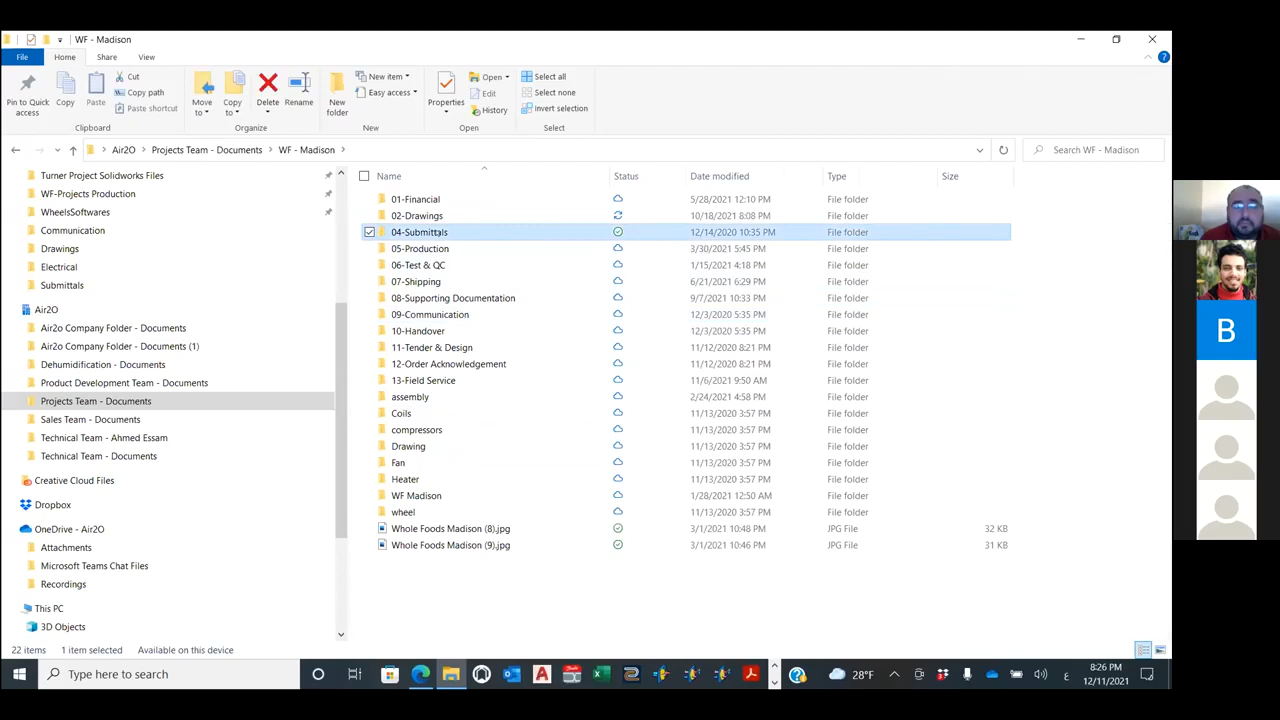 WF - Madison
File Home Share View
Pin to Quick access Copy Paste Cut Copy path Paste shortcut Move to Copy to Delete Rename New folder New item Easy access Properties Open Edit History Select all Select none Invert selection
Clipboard Organize New Open Select
Air2O Projects Team - Documents WF - Madison Search WF - Madison
Turner Project Solidworks Files
WF-Projects Production
WheelsSoftwares
Communication
Drawings
Electrical
Submittals
Air2O
Air2o Company Folder - Documents
Air2o Company Folder - Documents (1)
Dehumidification - Documents
Product Development Team - Documents
Projects Team - Documents
Sales Team - Documents
Technical Team - Ahmed Essam
Technical Team - Documents
Creative Cloud Files
Dropbox
OneDrive - Air2O
Attachments
Microsoft Teams Chat Files
Recordings
This PC
3D Objects
Name Status Date modified Type Size
01-Financial 5/28/2021 12:10 PM File folder
02-Drawings 10/18/2021 8:08 PM File folder
04-Submittals 12/14/2020 10:35 PM File folder
05-Production 3/30/2021 5:45 PM File folder
06-Test & QC 1/15/2021 4:18 PM File folder
07-Shipping 6/21/2021 6:29 PM File folder
08-Supporting Documentation 9/7/2021 10:33 PM File folder
09-Communication 12/3/2020 5:35 PM File folder
10-Handover 12/3/2020 5:35 PM File folder
11-Tender & Design 11/12/2020 8:21 PM File folder
12-Order Acknowledgement 11/12/2020 8:21 PM File folder
13-Field Service 11/6/2021 9:50 AM File folder
assembly 2/24/2021 4:58 PM File folder
Coils 11/13/2020 3:57 PM File folder
compressors 11/13/2020 3:57 PM File folder
Drawing 11/13/2020 3:57 PM File folder
Fan 11/13/2020 3:57 PM File folder
Heater 11/13/2020 3:57 PM File folder
WF Madison 1/28/2021 12:50 AM File folder
wheel 11/13/2020 3:57 PM File folder
Whole Foods Madison (8).jpg 3/1/2021 10:48 PM JPG File 32 KB
Whole Foods Madison (9).jpg 3/1/2021 10:46 PM JPG File 31 KB
B
22 items 1 item selected Available on this device
Type here to search 28°F ع 8:26 PM
12/11/2021